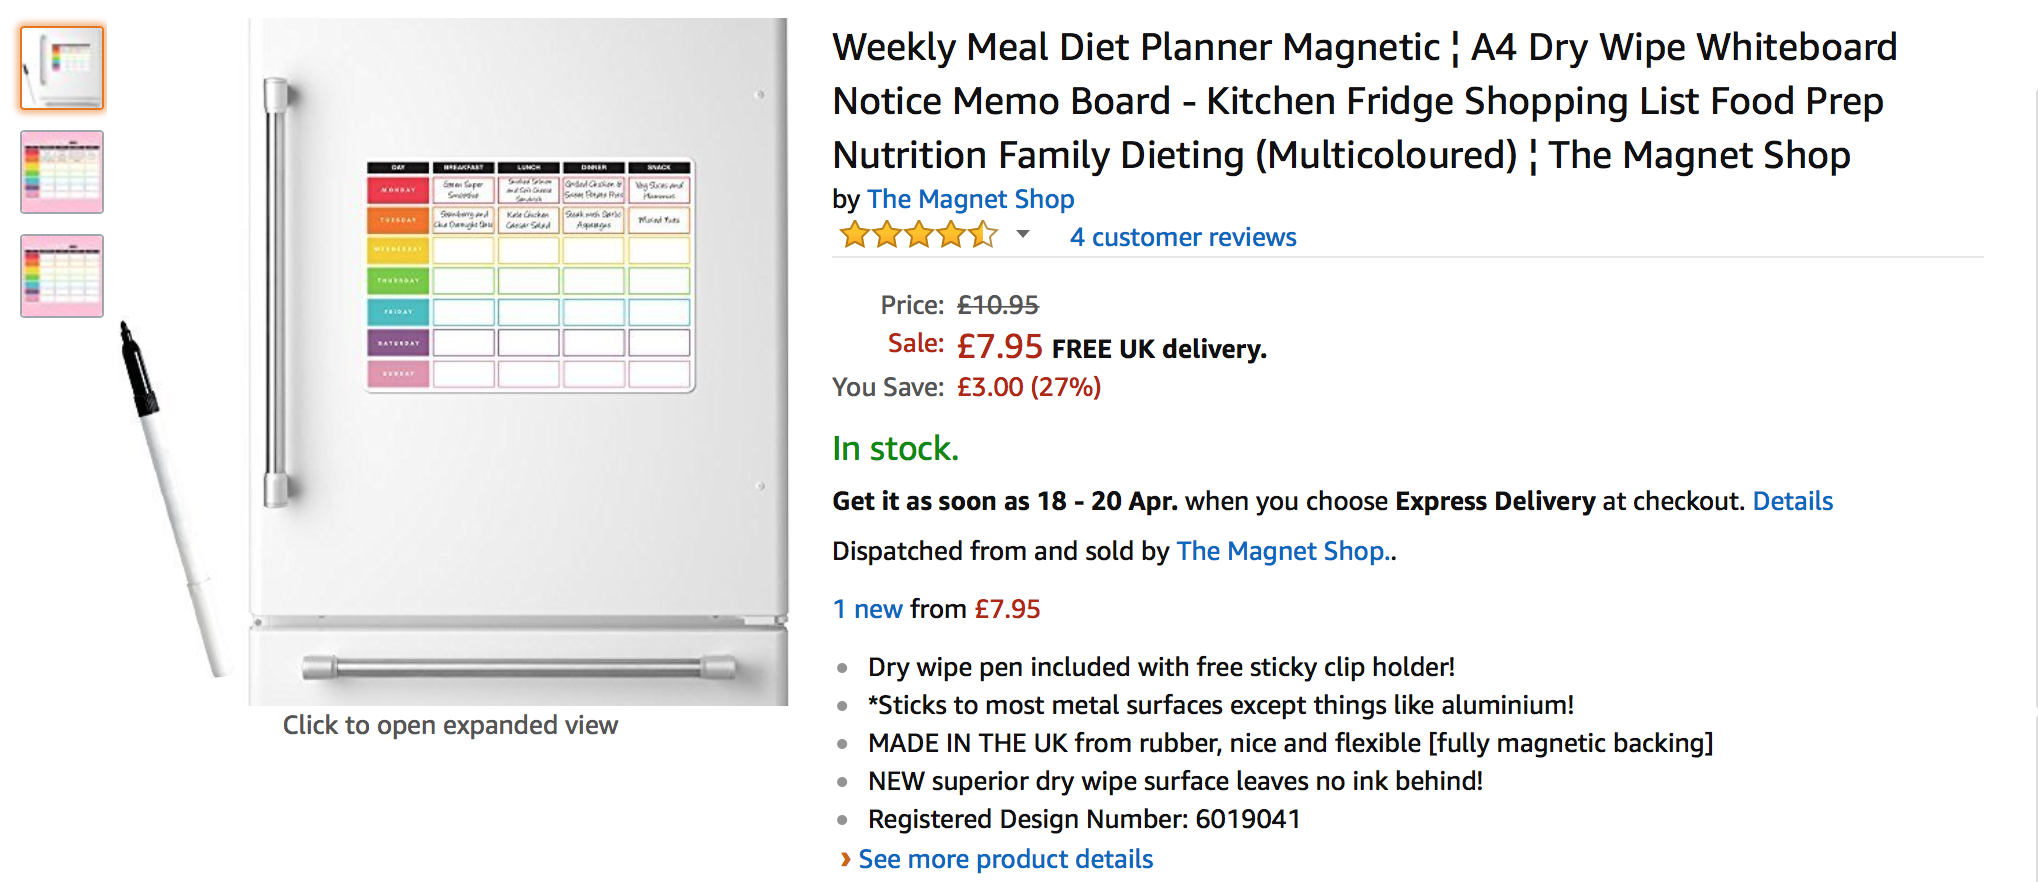 DAY BREAKFAST LUNCH DINNER SNACK
MONDAY
Green Super Smoothie
Smoked Salmon and Soft Cheese Sandwich
Grilled Chicken & Sweet Potato Fries
Veg Slices and Hummus
TUESDAY
Strawberry and Chia Overnight Oats
Kale Chicken Caesar Salad
Steak with Garlic Asparagus
Mixed Nuts
WEDNESDAY
THURSDAY
FRIDAY
SATURDAY
SUNDAY
Click to open expanded view
Weekly Meal Diet Planner Magnetic ¦ A4 Dry Wipe Whiteboard
Notice Memo Board - Kitchen Fridge Shopping List Food Prep
Nutrition Family Dieting (Multicoloured) ¦ The Magnet Shop
by The Magnet Shop
4 customer reviews
Price: £10.95
Sale: £7.95 FREE UK delivery.
You Save: £3.00 (27%)
In stock.
Get it as soon as 18 - 20 Apr. when you choose Express Delivery at checkout. Details
Dispatched from and sold by The Magnet Shop..
1 new from £7.95
Dry wipe pen included with free sticky clip holder!
*Sticks to most metal surfaces except things like aluminium!
MADE IN THE UK from rubber, nice and flexible [fully magnetic backing]
NEW superior dry wipe surface leaves no ink behind!
Registered Design Number: 6019041
See more product details